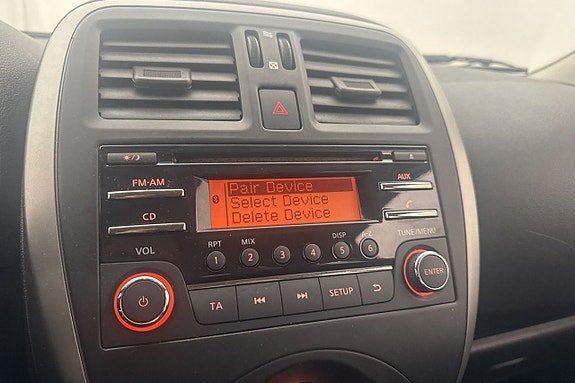 FM·AM
CD
VOL
Pair Device
Select Device
Delete Device
AUX
TUNE/MENU
RPT
MIX
DISP
A-Z
1
2
3
4
5
6
ENTER
TA
SETUP